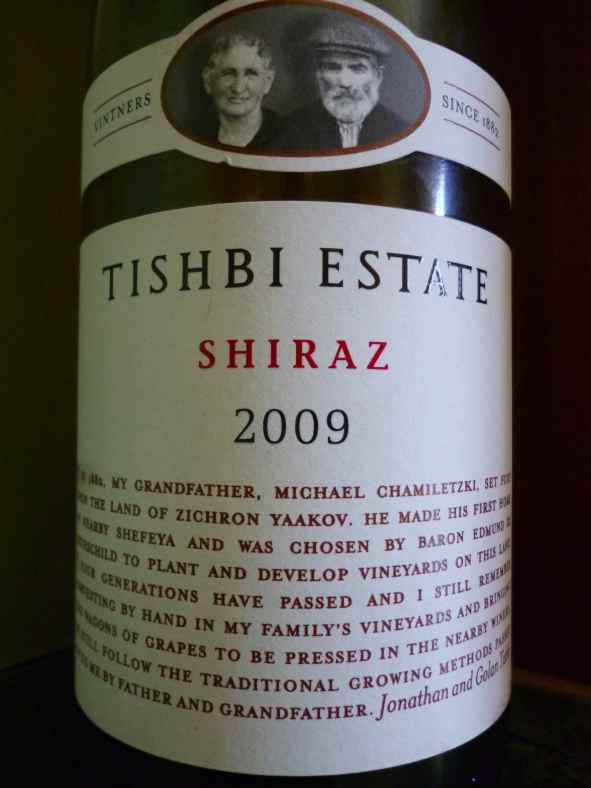 VINTNERS
SINCE 1882
TISHBI ESTATE
SHIRAZ
2009
1882. MY GRANDFATHER, MICHAEL CHAMILETZKI, SET
THE LAND OF ZICHRON YAAKOV. HE MADE HIS FIRST HOME
NEARBY SHEFEYA AND WAS CHOSEN BY BARON EDMUND
TO PLANT AND DEVELOP VINEYARDS ON THIS
GENERATIONS HAVE PASSED AND I STILL REMEMBER
BY HAND IN MY FAMILY'S VINEYARDS AND
WAGONS OF GRAPES TO BE PRESSED IN THE NEARBY
STILL FOLLOW THE TRADITIONAL GROWING METHODS
ME BY FATHER AND GRANDFATHER. Jonathan and Golan